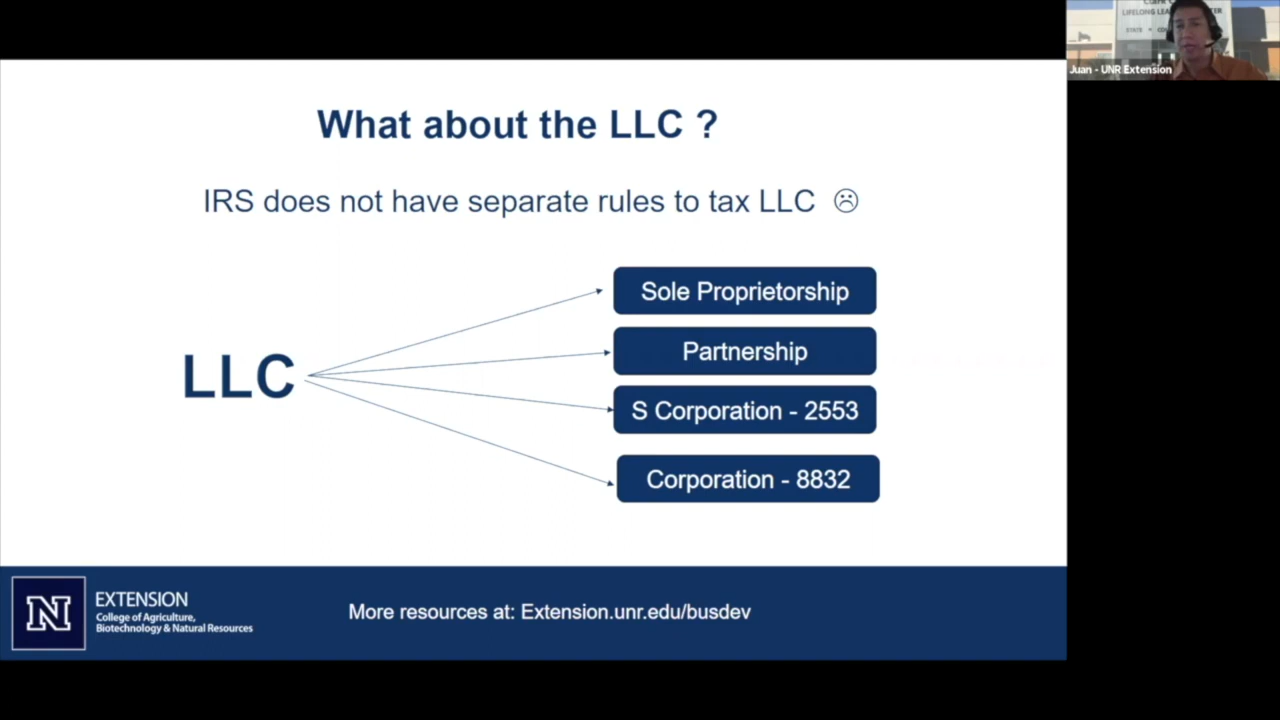 LIFELONG LEA
Juan - UNR Extension
What about the LLC ?
IRS does not have separate rules to tax LLC ☹
LLC
Sole Proprietorship
Partnership
S Corporation - 2553
Corporation - 8832
N
EXTENSION
College of Agriculture,
Biotechnology & Natural Resources
More resources at: Extension.unr.edu/busdev